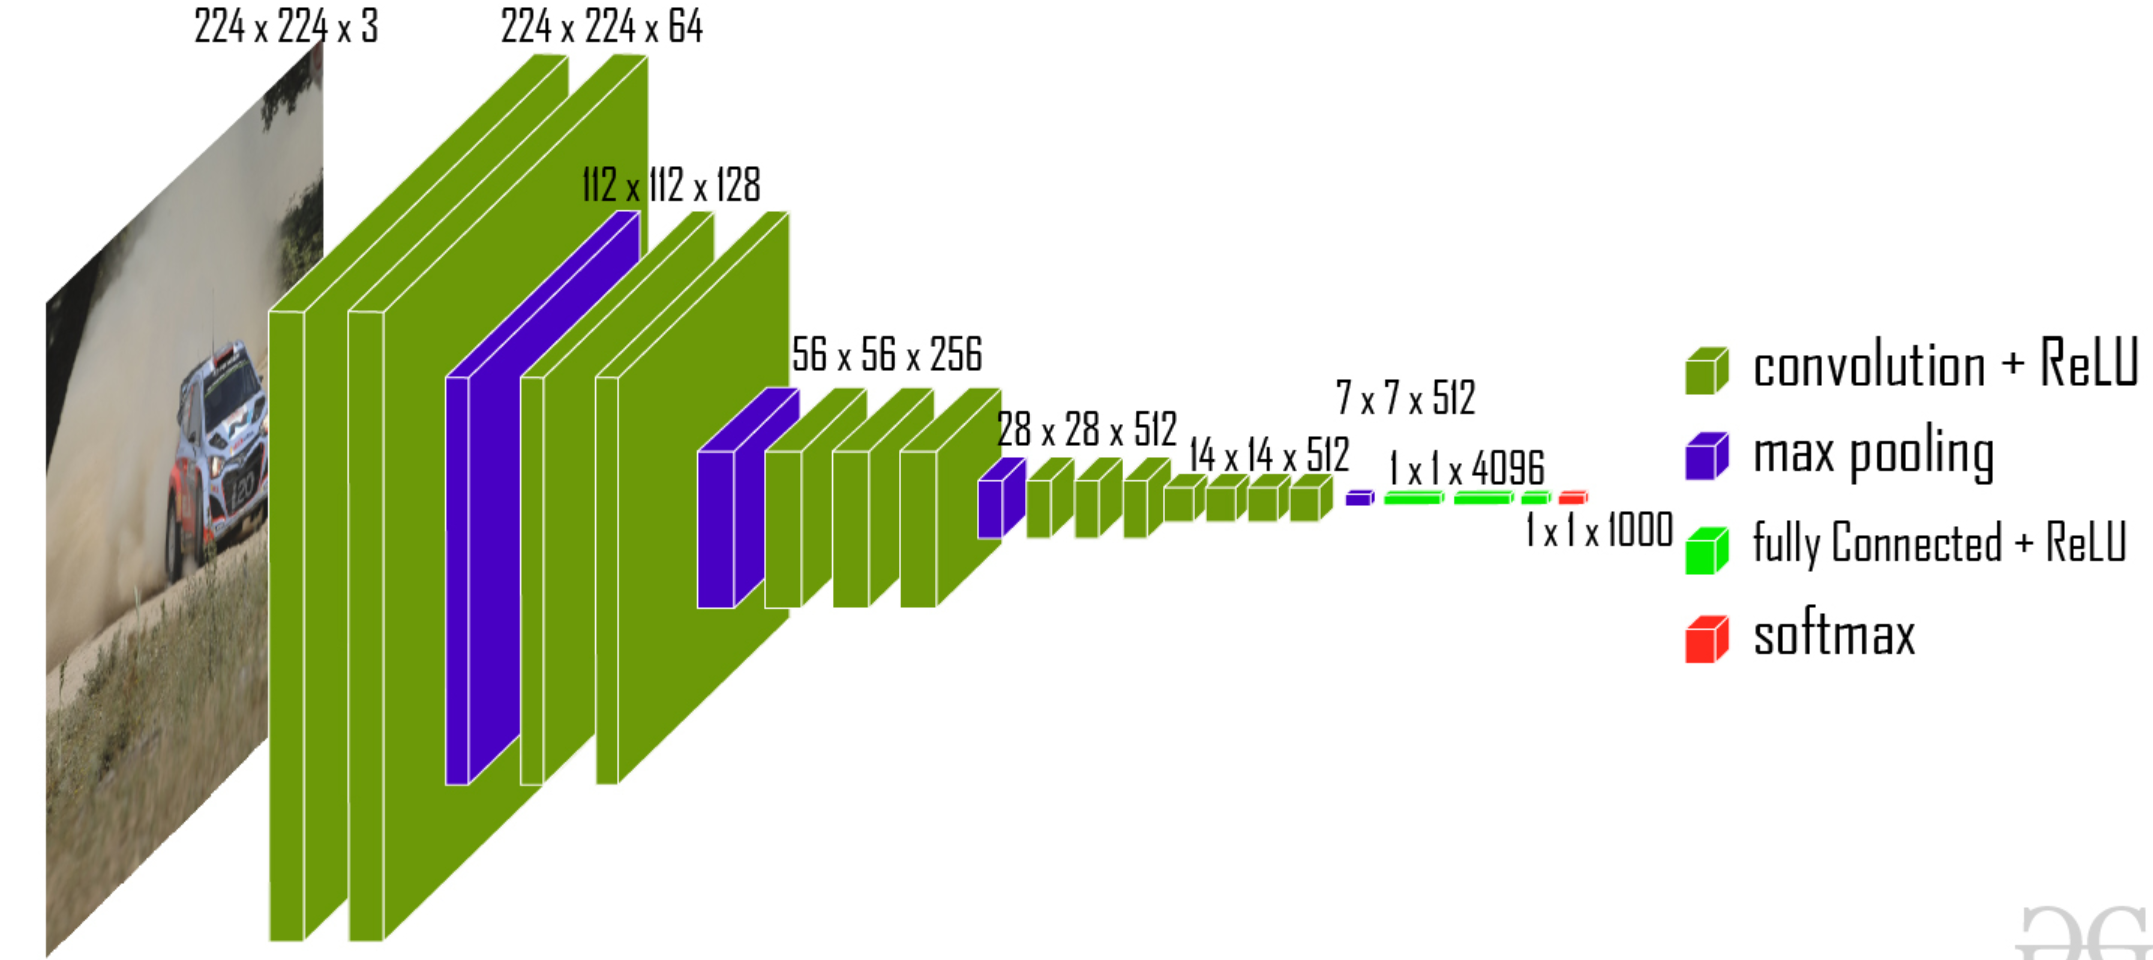 224 x 224 x 3
224 x 224 x 64
112 x 112 x 128
56 x 56 x 256
28 x 28 x 512
14 x 14 x 512
7 x 7 x 512
1 x 1 x 4096
1 x 1 x 1000
convolution + ReLU
max pooling
fully Connected + ReLU
softmax
i20